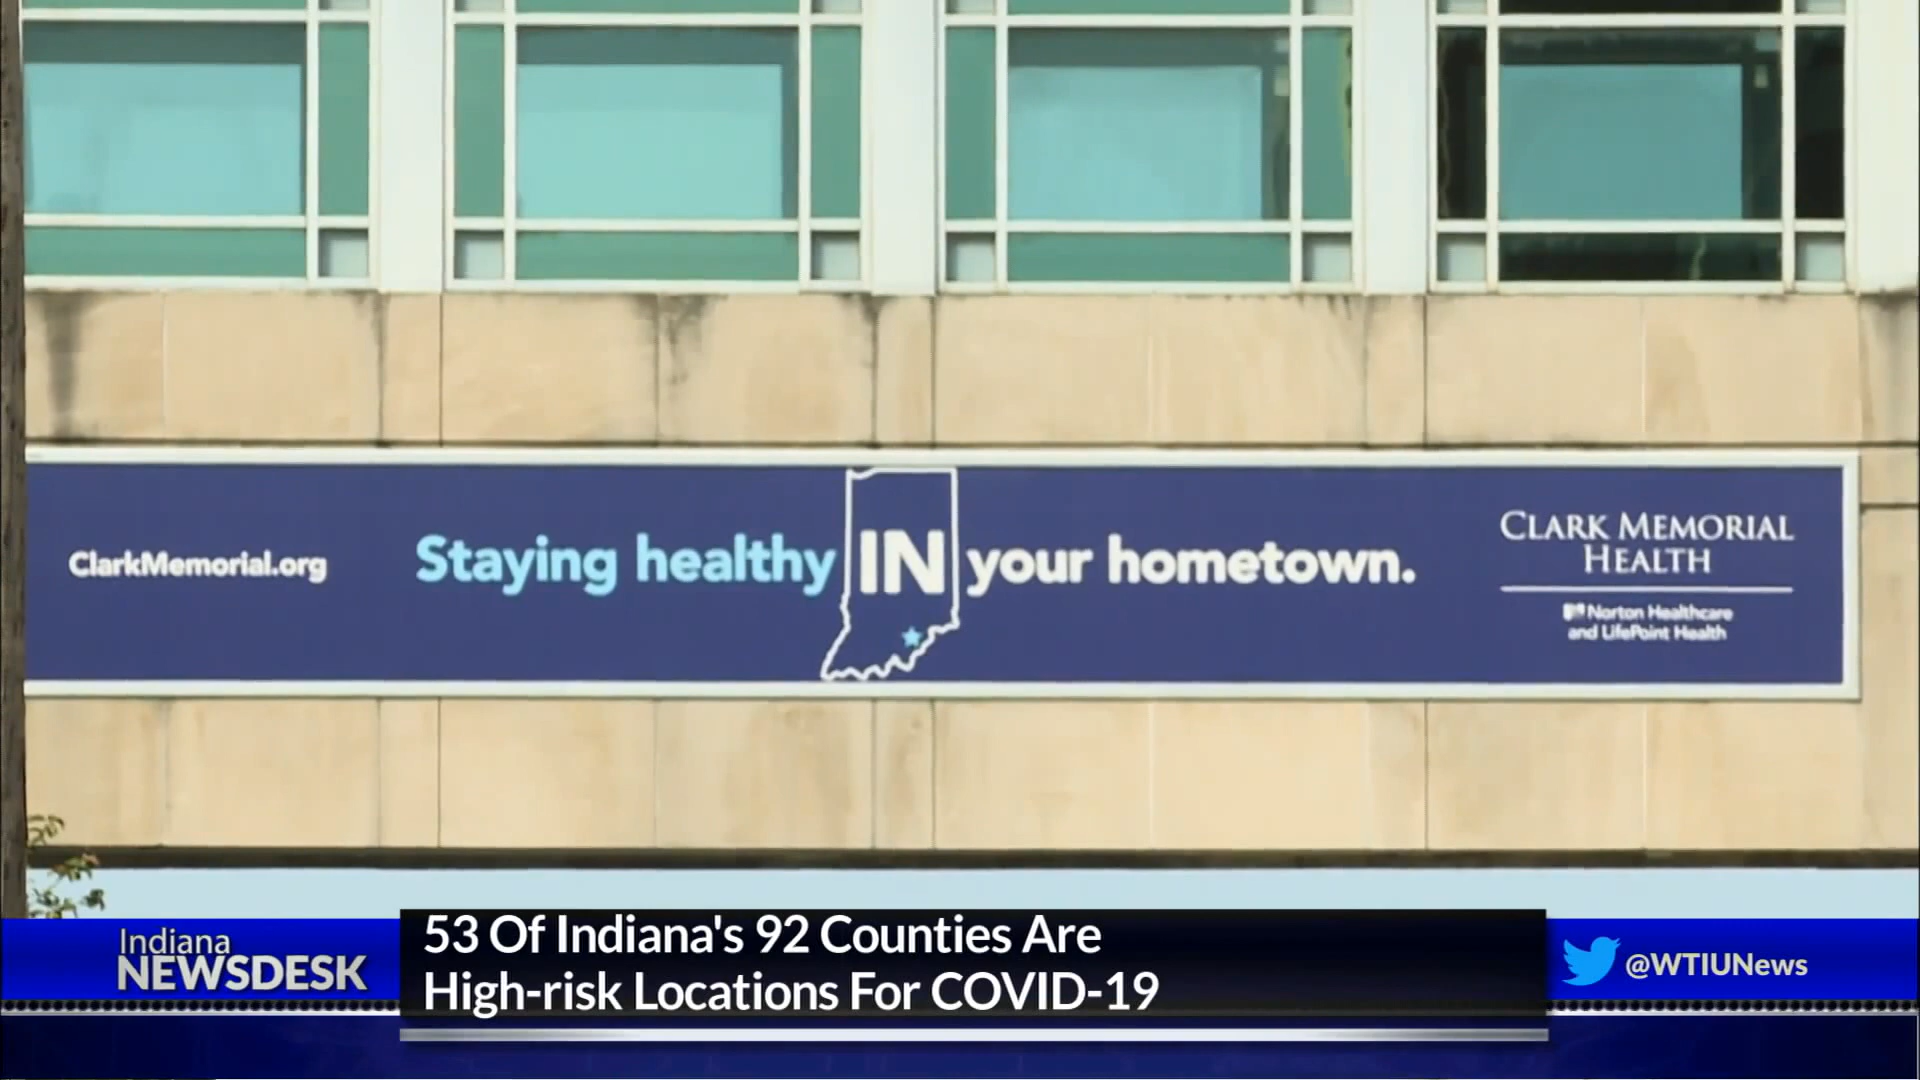 ClarkMemorial.org
Staying healthy IN your hometown.
CLARK MEMORIAL
HEALTH
Norton Healthcare
and LifePoint Health
Indiana
NEWSDESK
53 Of Indiana's 92 Counties Are
High-risk Locations For COVID-19
@WTIUNews